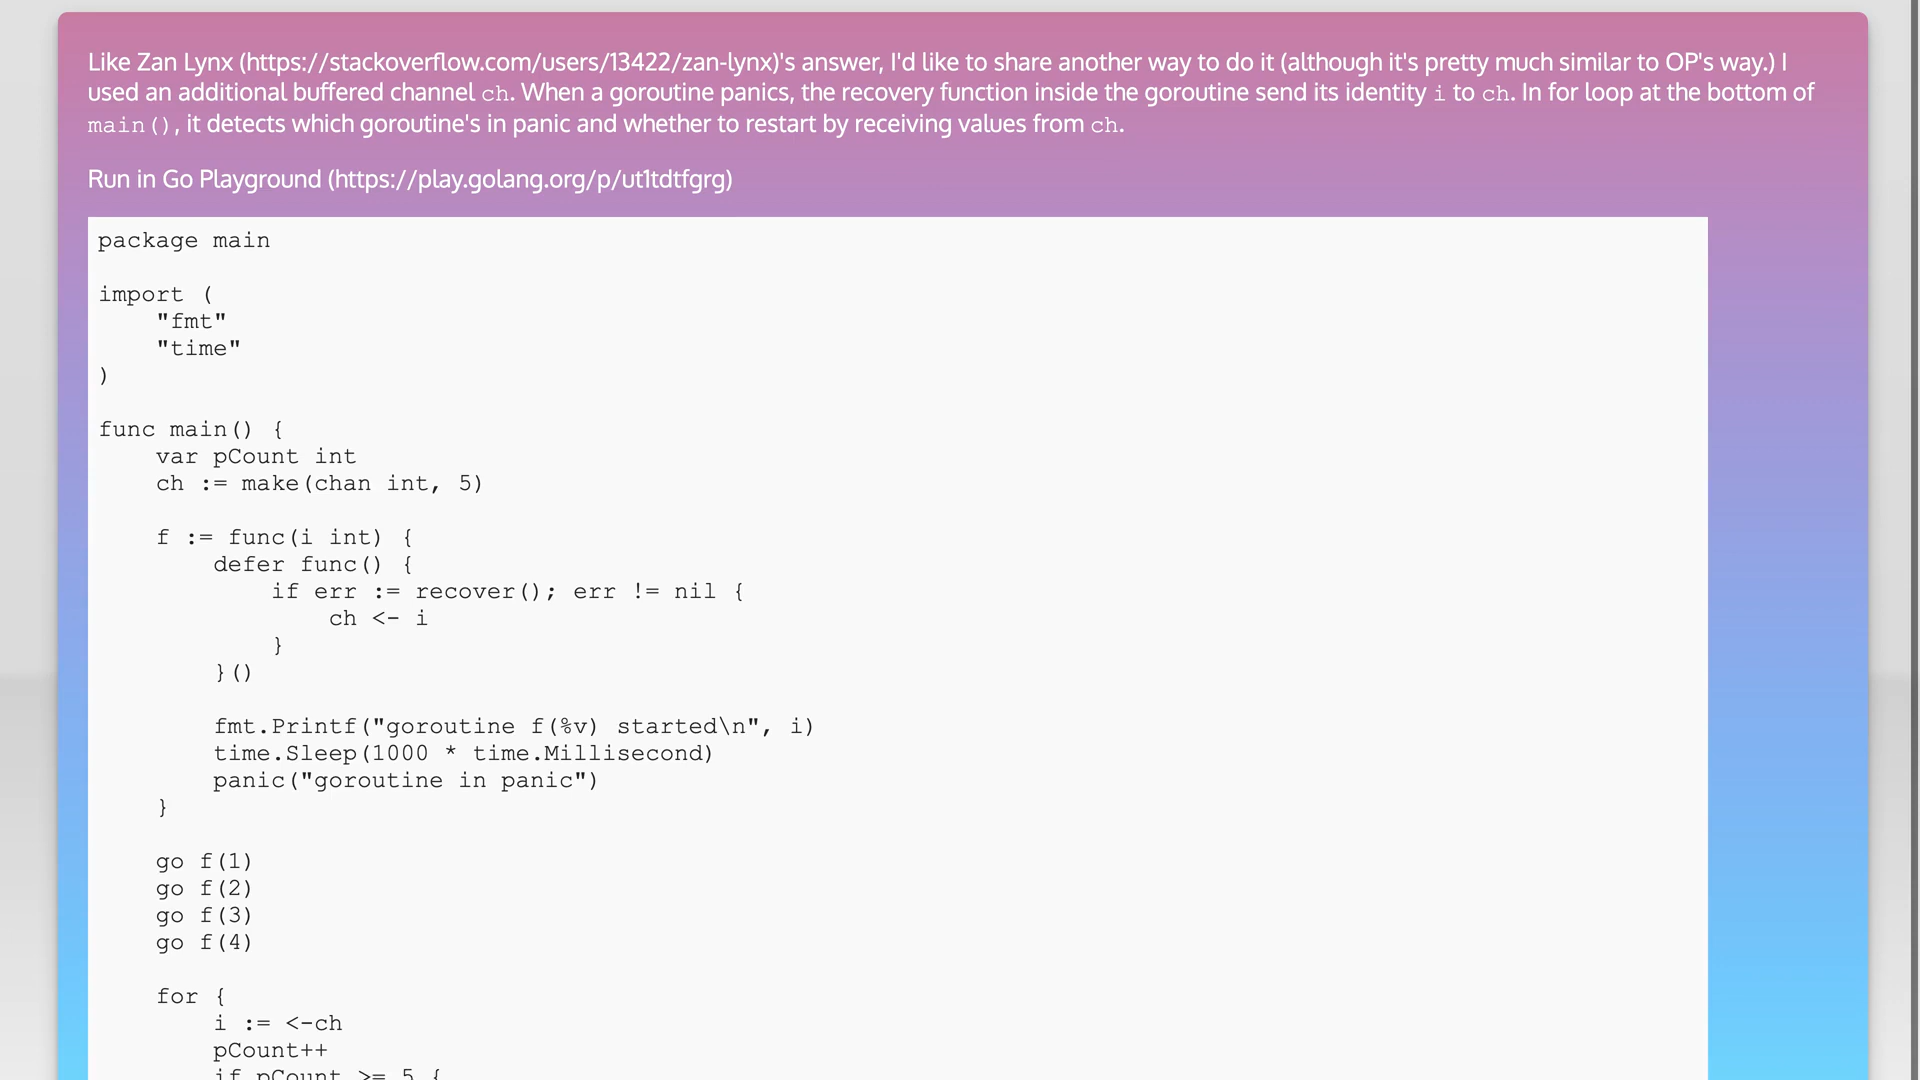 Like Zan Lynx (https://stackoverflow.com/users/13422/zan-lynx)'s answer, I'd like to share another way to do it (although it's pretty much similar to OP's way.) I
used an additional buffered channel ch. When a goroutine panics, the recovery function inside the goroutine send its identity i to ch. In for loop at the bottom of
main(), it detects which goroutine's in panic and whether to restart by receiving values from ch.
Run in Go Playground (https://play.golang.org/p/ut1tdtfgrg)
package main
import (
"fmt"
"time"
)
func main() {
var pCount int
ch := make(chan int, 5)
f := func(i int) {
defer func() {
if err := recover(); err != nil {
ch <- i
}
}()
fmt.Printf("goroutine f(%v) started\n", i)
time.Sleep(1000 * time.Millisecond)
panic("goroutine in panic")
}
go f(1)
go f(2)
go f(3)
go f(4)
for {
i := <-ch
pCount++
if pCount >= 5 {